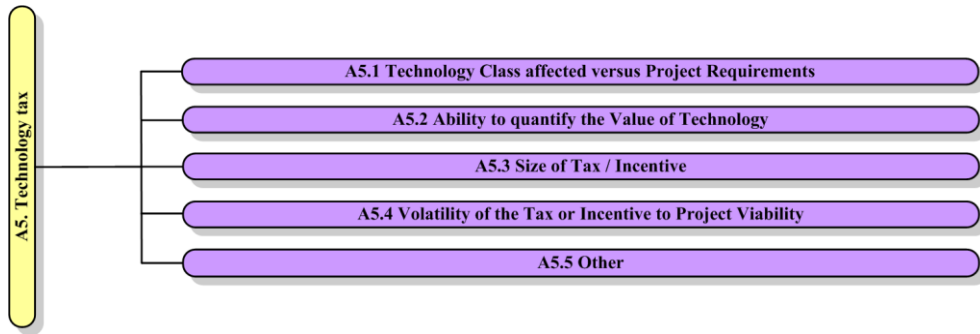 A5. Technology tax
A5.1 Technology Class affected versus Project Requirements
A5.2 Ability to quantify the Value of Technology
A5.3 Size of Tax / Incentive
A5.4 Volatility of the Tax or Incentive to Project Viability
A5.5 Other